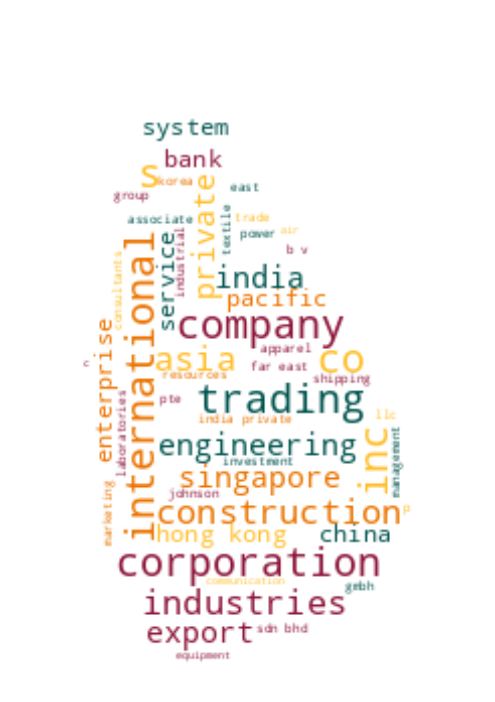 system
bank
s
korea
group
east
private
associate
textile
trade
power
air
service
industrial
b v
international
consultants
india
pacific
company
enterprise
apparel
asia
co
far east
resources
shipping
c
pte
trading
laboratories
india private
llc
inc
engineering
management
investment
singapore
johnson
marketing
construction
p
hong kong
china
corporation
communication
gmbh
industries
export
sdn bhd
equipment